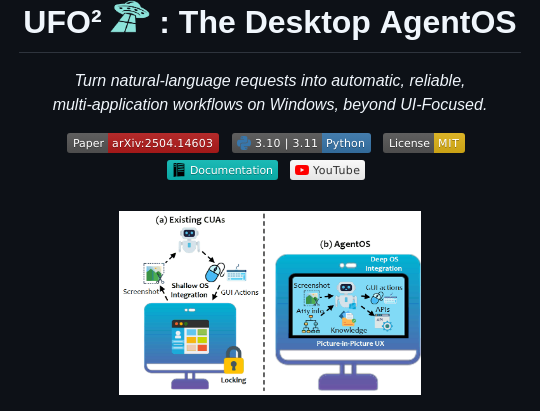 UFO² : The Desktop AgentOS
Turn natural-language requests into automatic, reliable,
multi-application workflows on Windows, beyond UI-Focused.
Paper arXiv:2504.14603
3.10 | 3.11 Python
License MIT
Documentation
YouTube
(a) Existing CUAs
Screenshot
Shallow OS
Integration
GUI Actions
Locking
(b) AgentOS
Deep OS
Integration
Screenshot
GUI actions
Atty info
APIs
Knowledge
Picture-in-Picture UX